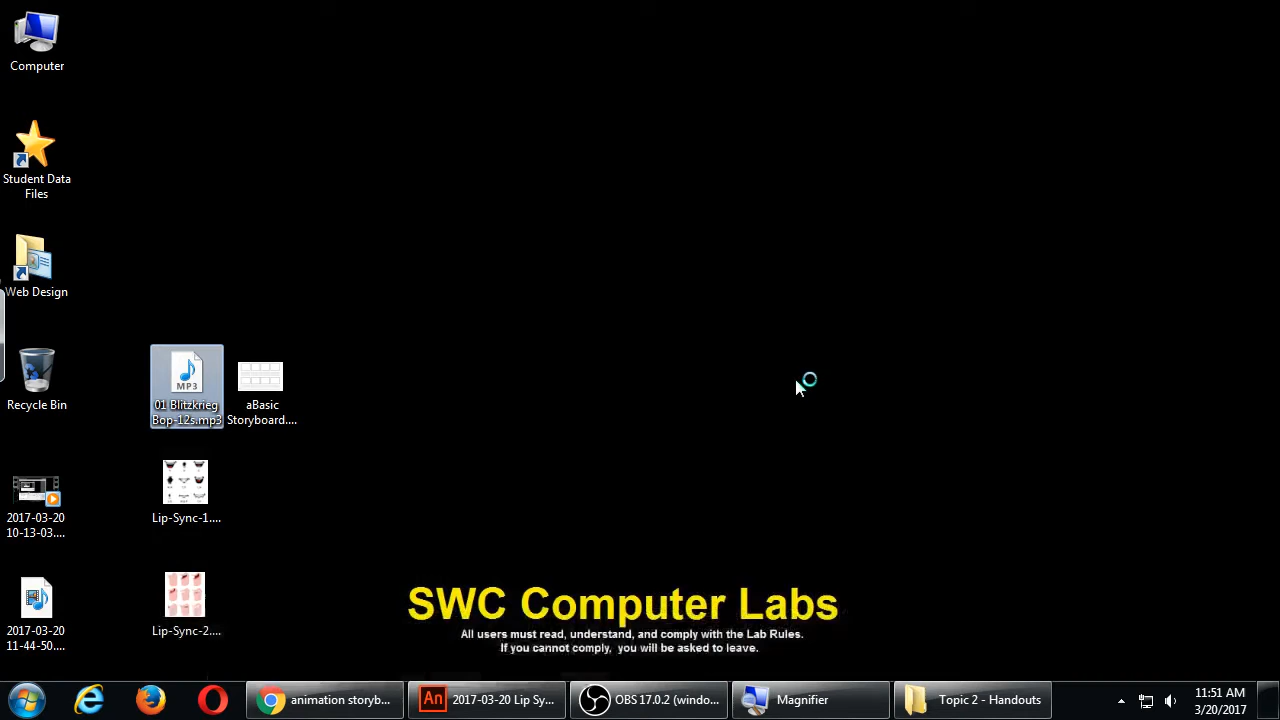 Computer
Student Data
Files
Web Design
Recycle Bin
2017-03-20
10-13-03....
2017-03-20
11-44-50....
MP3
01 Blitzkrieg
Bop-12s.mp3
aBasic
Storyboard....
Lip-Sync-1....
Lip-Sync-2....
SWC Computer Labs
All users must read, understand, and comply with the Lab Rules.
If you cannot comply, you will be asked to leave.
animation storyb...
An
2017-03-20 Lip Sy...
OBS 17.0.2 (windo...
Magnifier
Topic 2 - Handouts
11:51 AM
3/20/2017